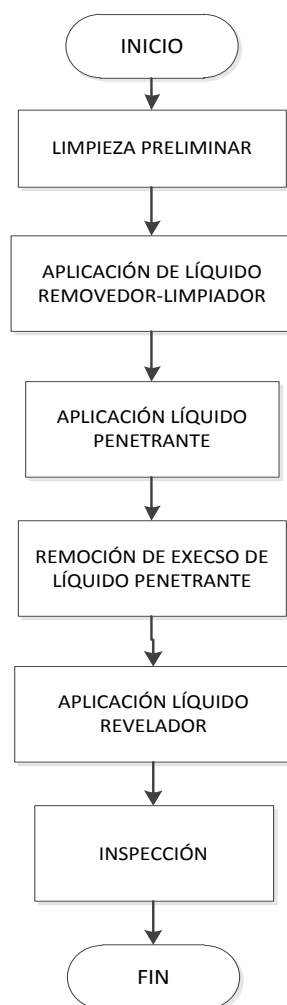 INICIO
LIMPIEZA PRELIMINAR
APLICACIÓN DE LÍQUIDO
REMOVEDOR-LIMPIADOR
APLICACIÓN LÍQUIDO
PENETRANTE
REMOCIÓN DE EXECSO DE
LÍQUIDO PENETRANTE
APLICACIÓN LÍQUIDO
REVELADOR
INSPECCIÓN
FIN